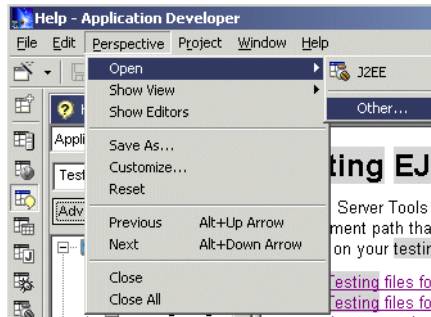 Help - Application Developer
File Edit Perspective Project Window Help
Open
J2EE
Show View
Other...
Show Editors
Appli
Save As...
ting EJ
Customize...
Test
Reset
Server Tools
Adv
Previous Alt+Up Arrow
ment path tha
Next Alt+Down Arrow
on your testin
Close
Testing files fo
Close All
Testing files fo